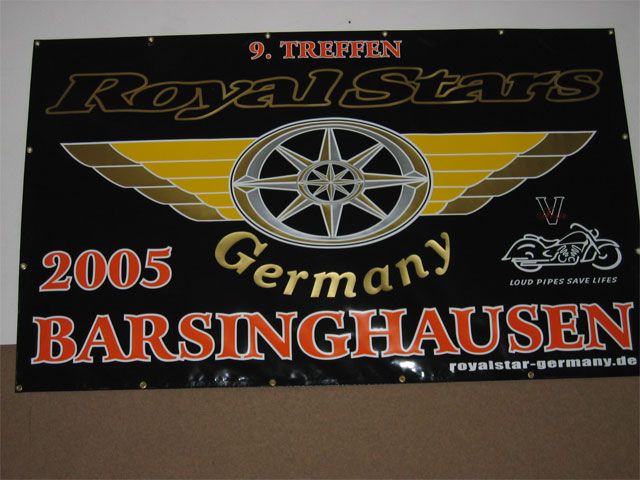 9. TREFFEN
Royal Stars
Germany
2005
V
LOUD PIPES SAVE LIFES
BARSINGHAUSEN
royalstar-germany.de